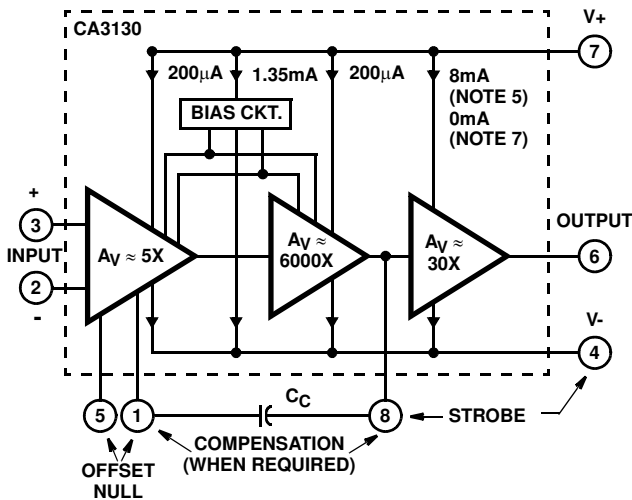 CA3130
V+
7
200µA
1.35mA
200µA
8mA
(NOTE 5)
0mA
(NOTE 7)
BIAS CKT.
+
3
INPUT
2
-
AV ≈ 5X
AV ≈
6000X
AV ≈
30X
OUTPUT
6
V-
4
5
1
CC
8
STROBE
COMPENSATION
(WHEN REQUIRED)
OFFSET
NULL